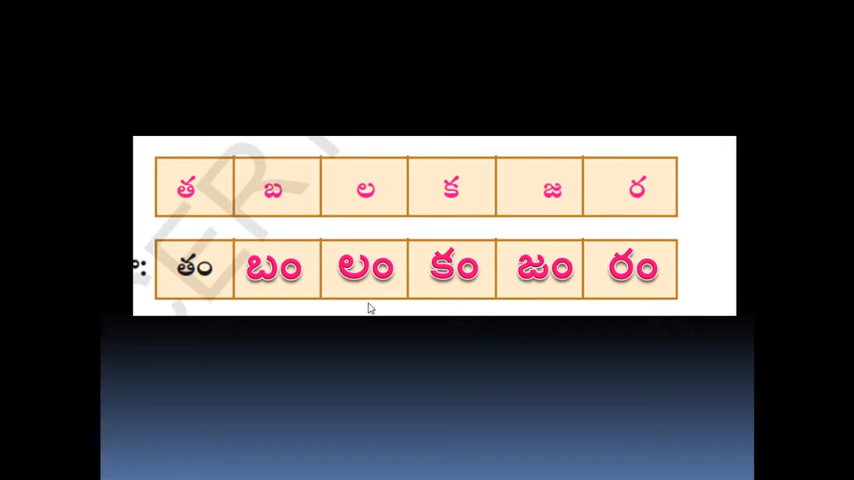 త బ ల క జ ర
తం బం లం కం జం రం